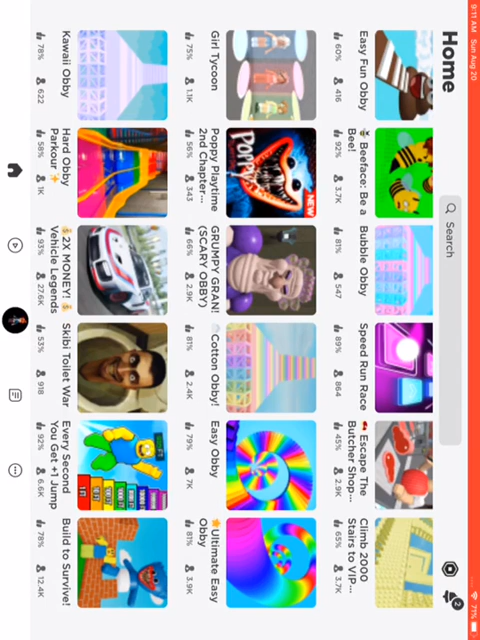 9:11 AM Sun Aug 20
71%
Home
Search
2
Easy Fun Obby
60% 416
Beeface: Be a
Bee!
92% 3.7K
Bubble Obby
81% 547
Speed Run Race
89% 864
Escape The
Butcher Shop...
45% 2.9K
Climb 2000
Stairs to VIP...
65% 3.7K
Girl Tycoon
75% 1.1K
POPPY
NEW
Poppy Playtime
2nd Chapter...
56% 343
GRUMPY GRAN!
(SCARY OBBY)
66% 2.9K
Cotton Obby!
81% 2.4K
Easy Obby
79% 7K
Ultimate Easy
Obby
81% 3.9K
Kawaii Obby
78% 622
Hard Obby
Parkour
58% 1K
2X MONEY!
Vehicle Legends
93% 27.6K
Skibi Toilet War
53% 918
Every Second
You Get +1 Jump
92% 6.6K
Build to Survive!
78% 12.4K